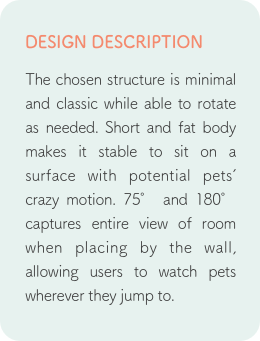 DESIGN DESCRIPTION
The chosen structure is minimal
and classic while able to rotate
as needed. Short and fat body
makes it stable to sit on a
surface with potential pets’
crazy motion. 75° and 180°
captures entire view of room
when placing by the wall,
allowing users to watch pets
wherever they jump to.